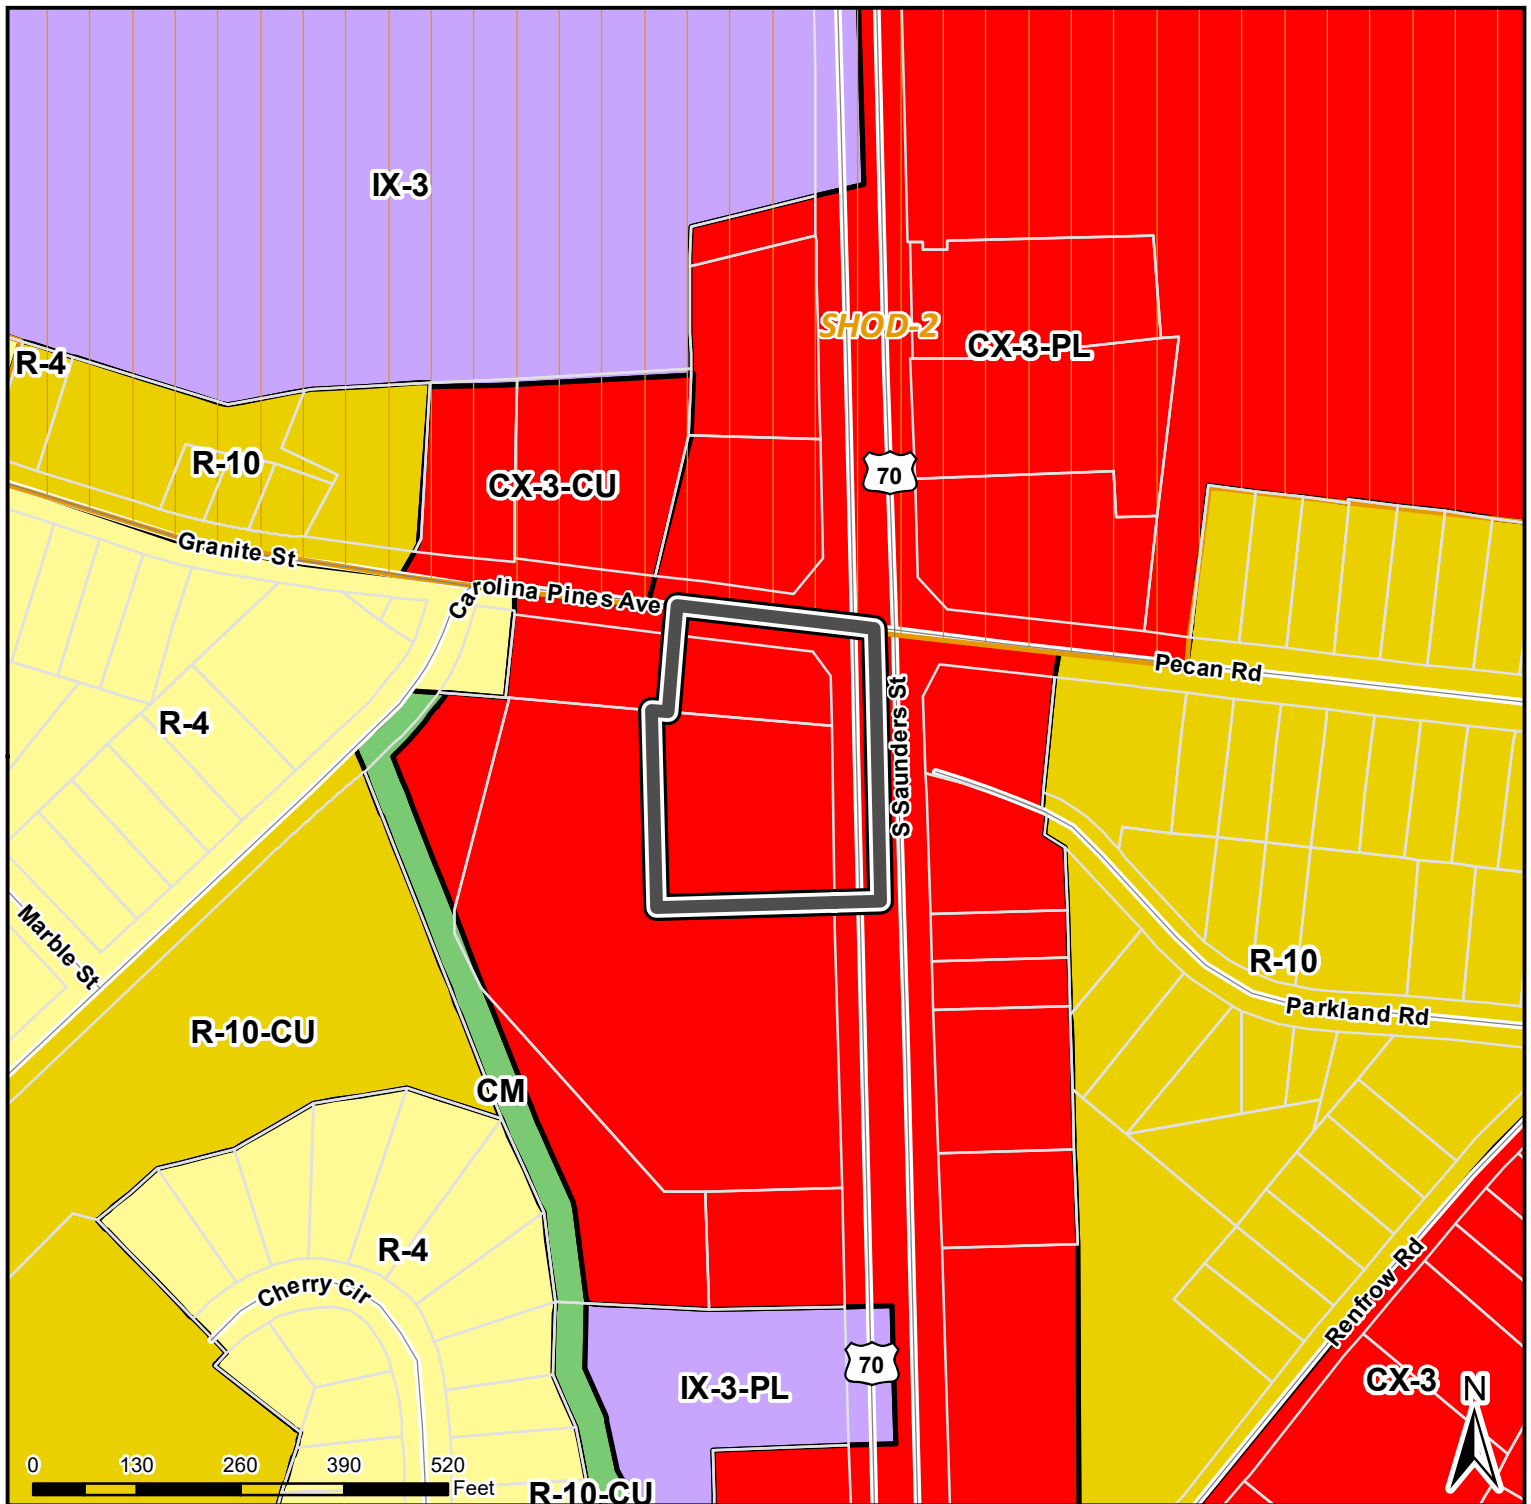 IX-3
SHOD-2
CX-3-PL
R-4
R-10
CX-3-CU
70
Granite St
Carolina Pines Ave
Pecan Rd
R-4
S Saunders St
Marble St
R-10
Parkland Rd
R-10-CU
CM
R-4
Cherry Cir
Renfrow Rd
70
IX-3-PL
CX-3
N
0 130 260 390 520
Feet
R-10-CU